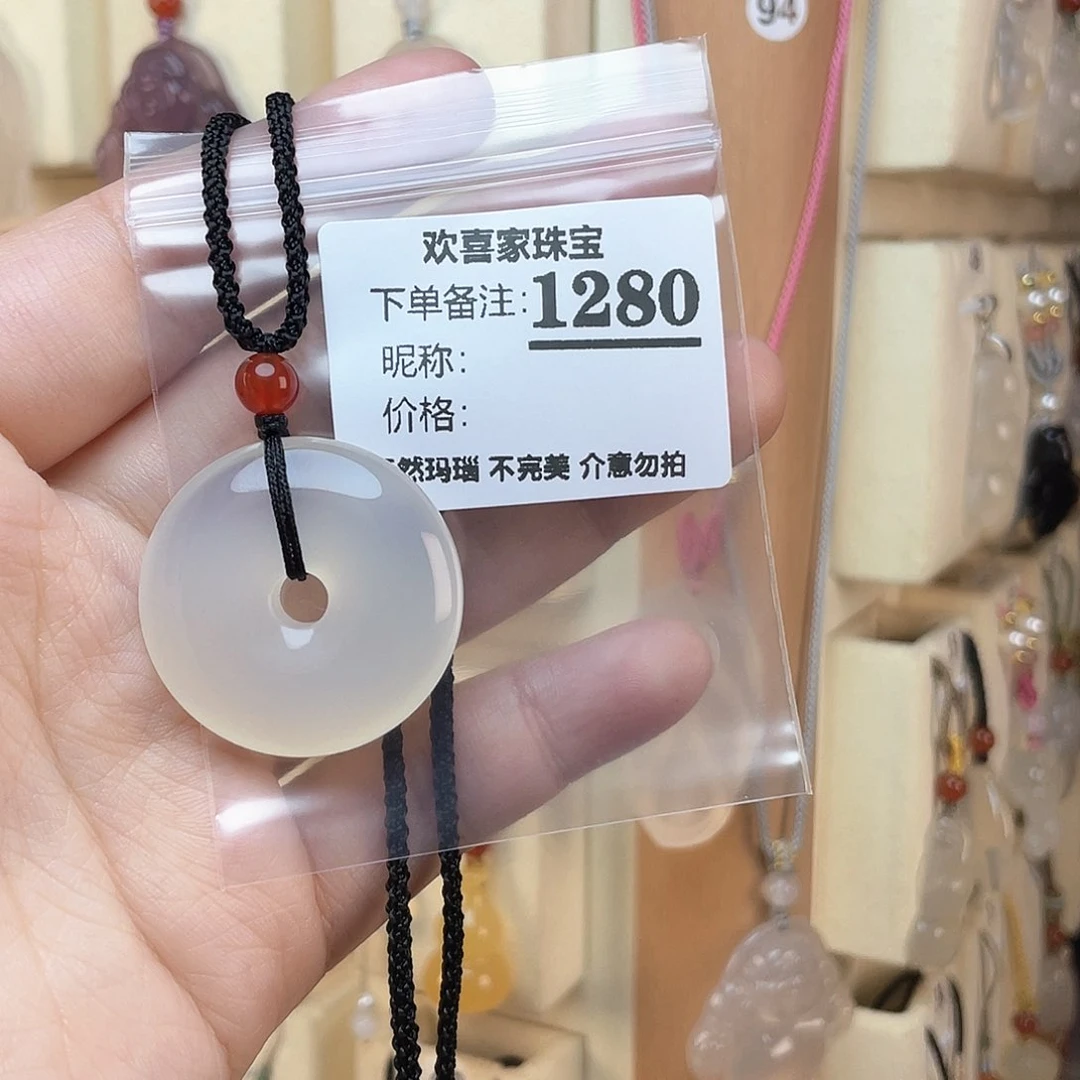 94
欢喜家珠宝
下单备注:1280
昵称:
价格:
然玛瑙 不完美 介意勿拍